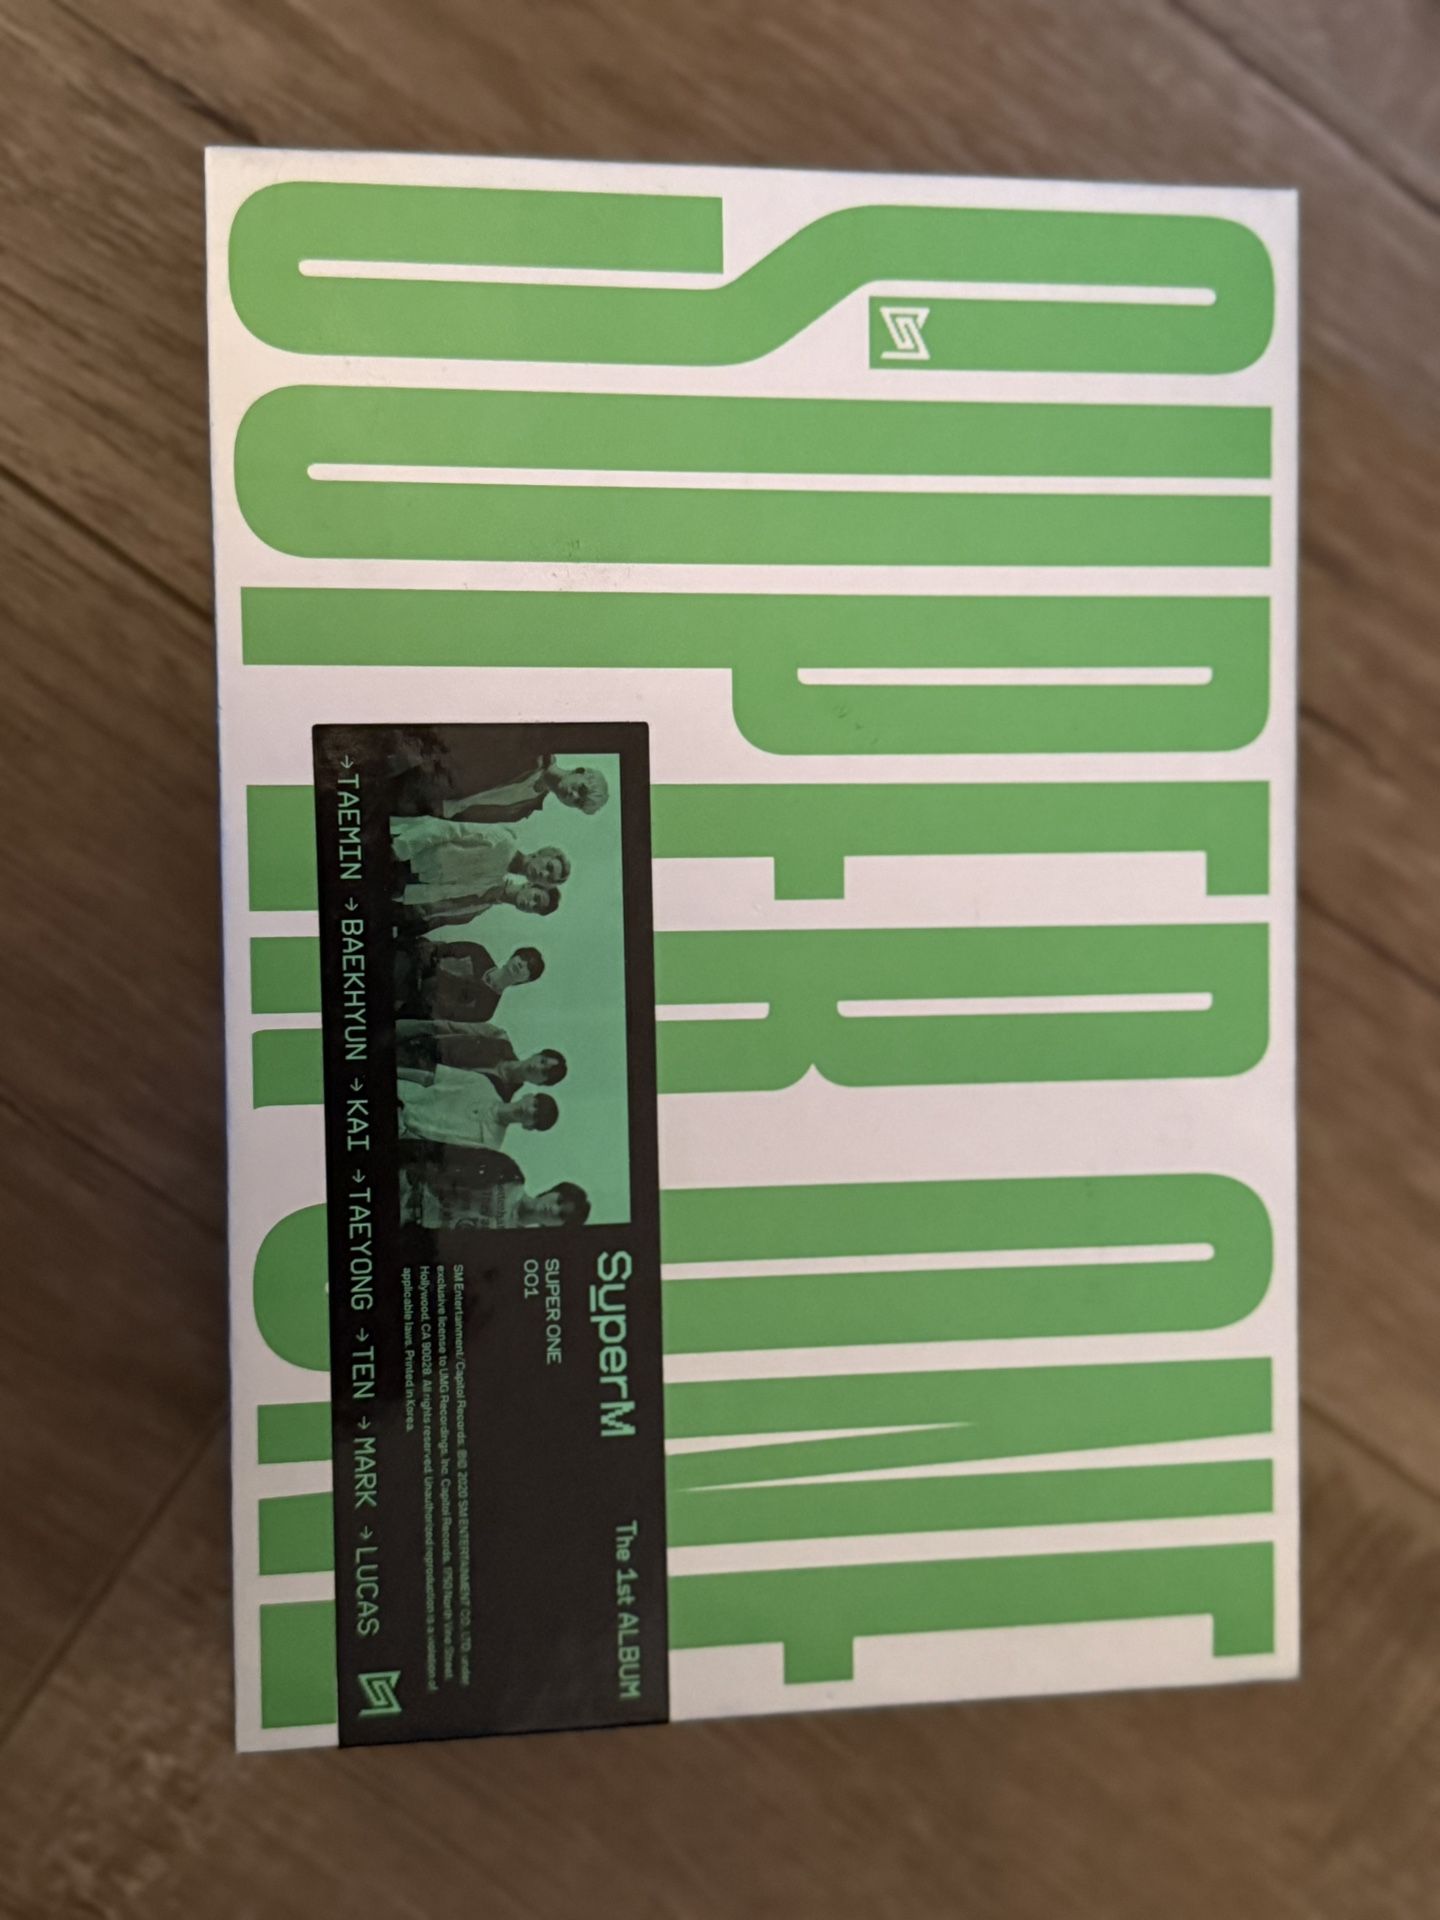 SUPER ONE
SuperM The 1st ALBUM
SUPER ONE
001
SM Entertainment/Capitol Records. ℗© 2020 SM ENTERTAINMENT CO., LTD. under
exclusive license to UMG Recordings, Inc. Capitol Records, 1750 North Vine Street,
Hollywood, CA 90028. All rights reserved. Unauthorized reproduction is a violation of
applicable laws. Printed in Korea.
→TAEMIN →BAEKHYUN →KAI →TAEYONG →TEN →MARK →LUCAS